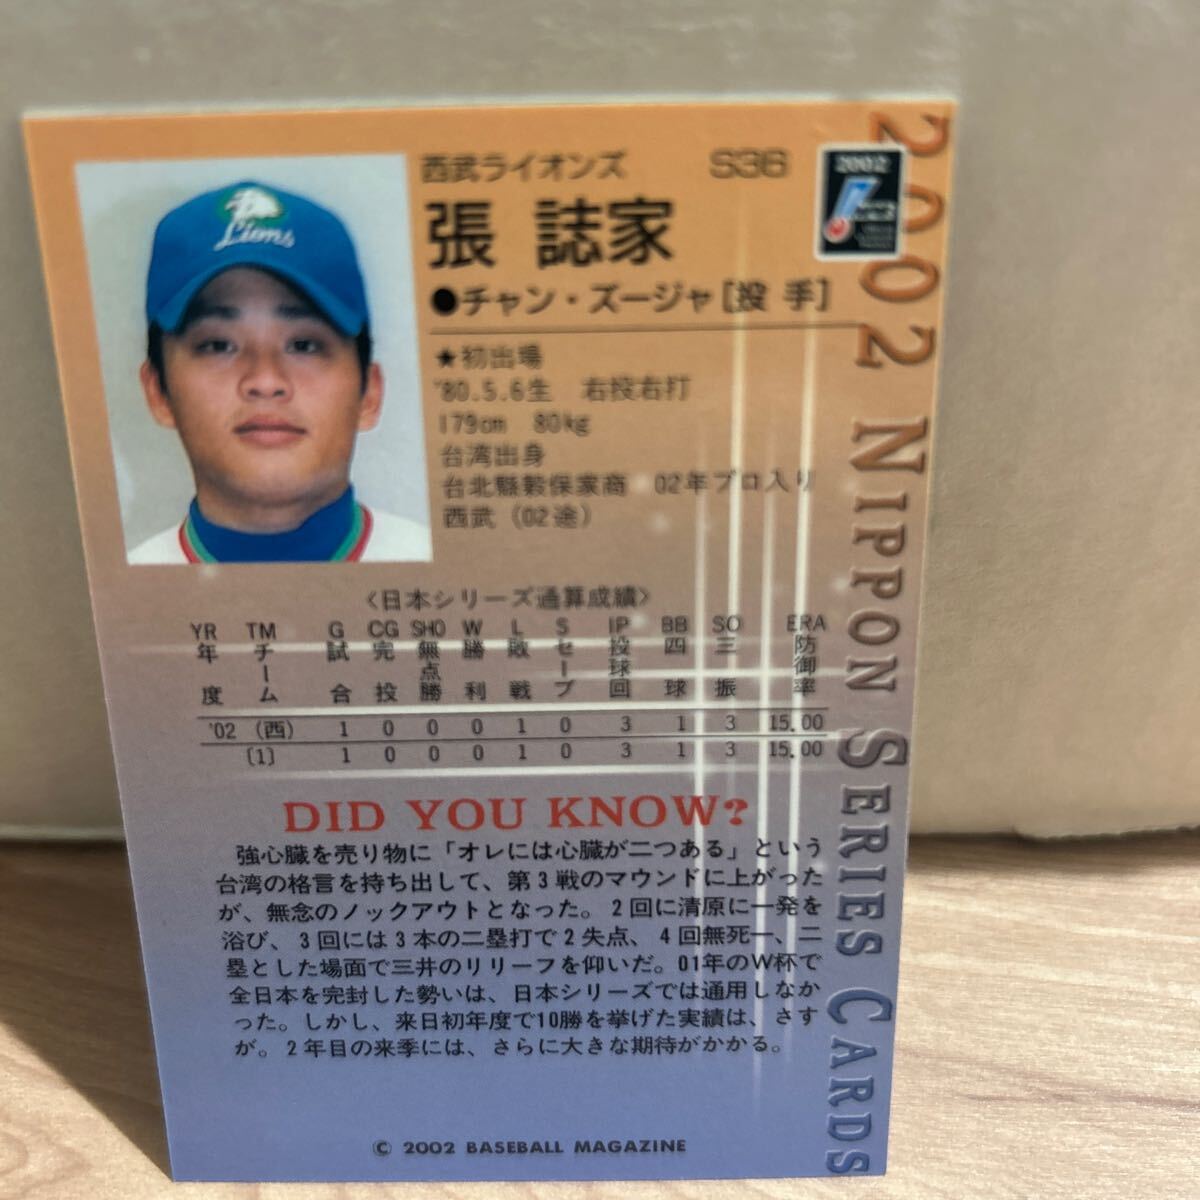 西武ライオンズ S36
張 誌家
●チャン・ズージャ[投 手]
★初出場
'80.5.6生 右投右打
179cm 80kg
台湾出身
台北縣穀保家商 02年プロ入り
西武(02途)
2002
Lions
2002 NIPPON SERIES CARDS
〈日本シリーズ通算成績〉
YR TM G CG SHO W L S IP BB SO ERA
年度 チーム 試合 完投 無点勝 勝利 敗戦 セーブ 投球回 四球 三振 防御率
'02 (西) 1 0 0 0 1 0 3 1 3 15.00
[1] 1 0 0 0 1 0 3 1 3 15.00
DID YOU KNOW?
強心臓を売り物に「オレには心臓が二つある」という
台湾の格言を持ち出して、第3戦のマウンドに上がった
が、無念のノックアウトとなった。2回に清原に一発を
浴び、3回には3本の二塁打で2失点、4回無死一、二
塁とした場面で三井のリリーフを仰いだ。01年のW杯で
全日本を完封した勢いは、日本シリーズでは通用しなか
った。しかし、来日初年度で10勝を挙げた実績は、さす
が。2年目の来季には、さらに大きな期待がかかる。
© 2002 BASEBALL MAGAZINE